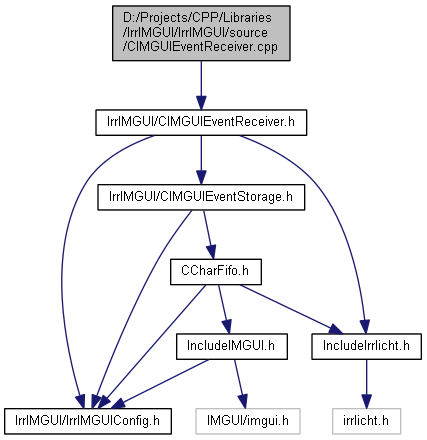 D:/Projects/CPP/Libraries
/IrrIMGUI/IrrIMGUI/source
/CIMGUIEventReceiver.cpp
IrrIMGUI/CIMGUIEventReceiver.h
IrrIMGUI/CIMGUIEventStorage.h
CCharFifo.h
IncludeIMGUI.h
IncludeIrrlicht.h
IrrIMGUI/IrrIMGUIConfig.h
IMGUI/imgui.h
irrlicht.h